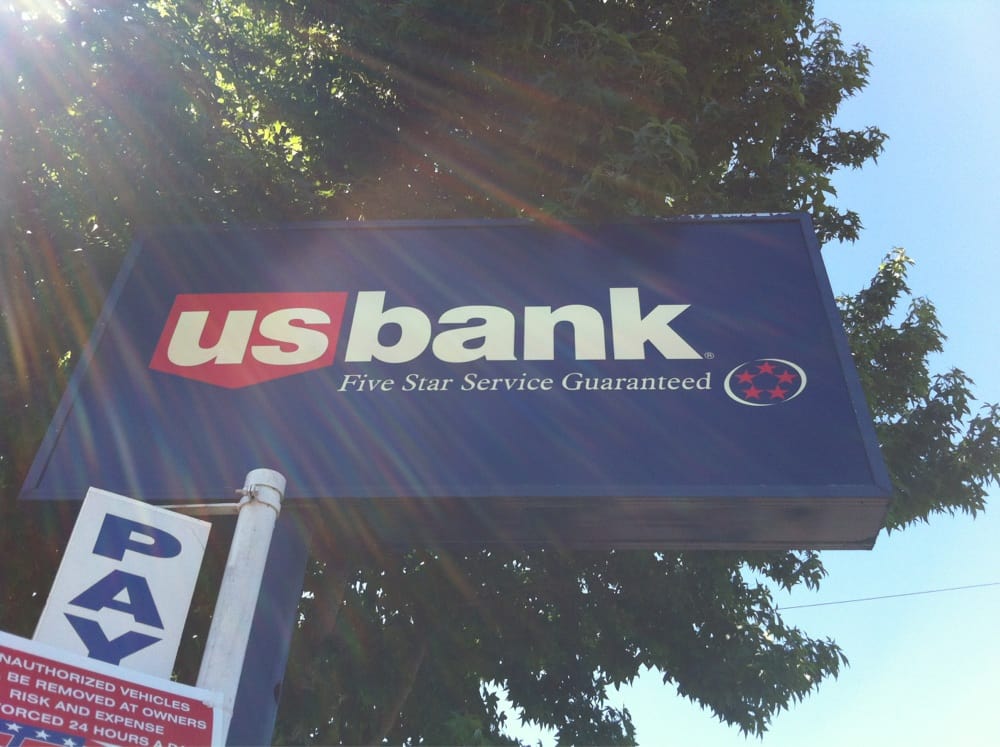 usbank®
Five Star Service Guaranteed
PAY
NAUTHORIZED VEHICLES
BE REMOVED AT OWNERS
RISK AND EXPENSE
ORCED 24 HOURS A